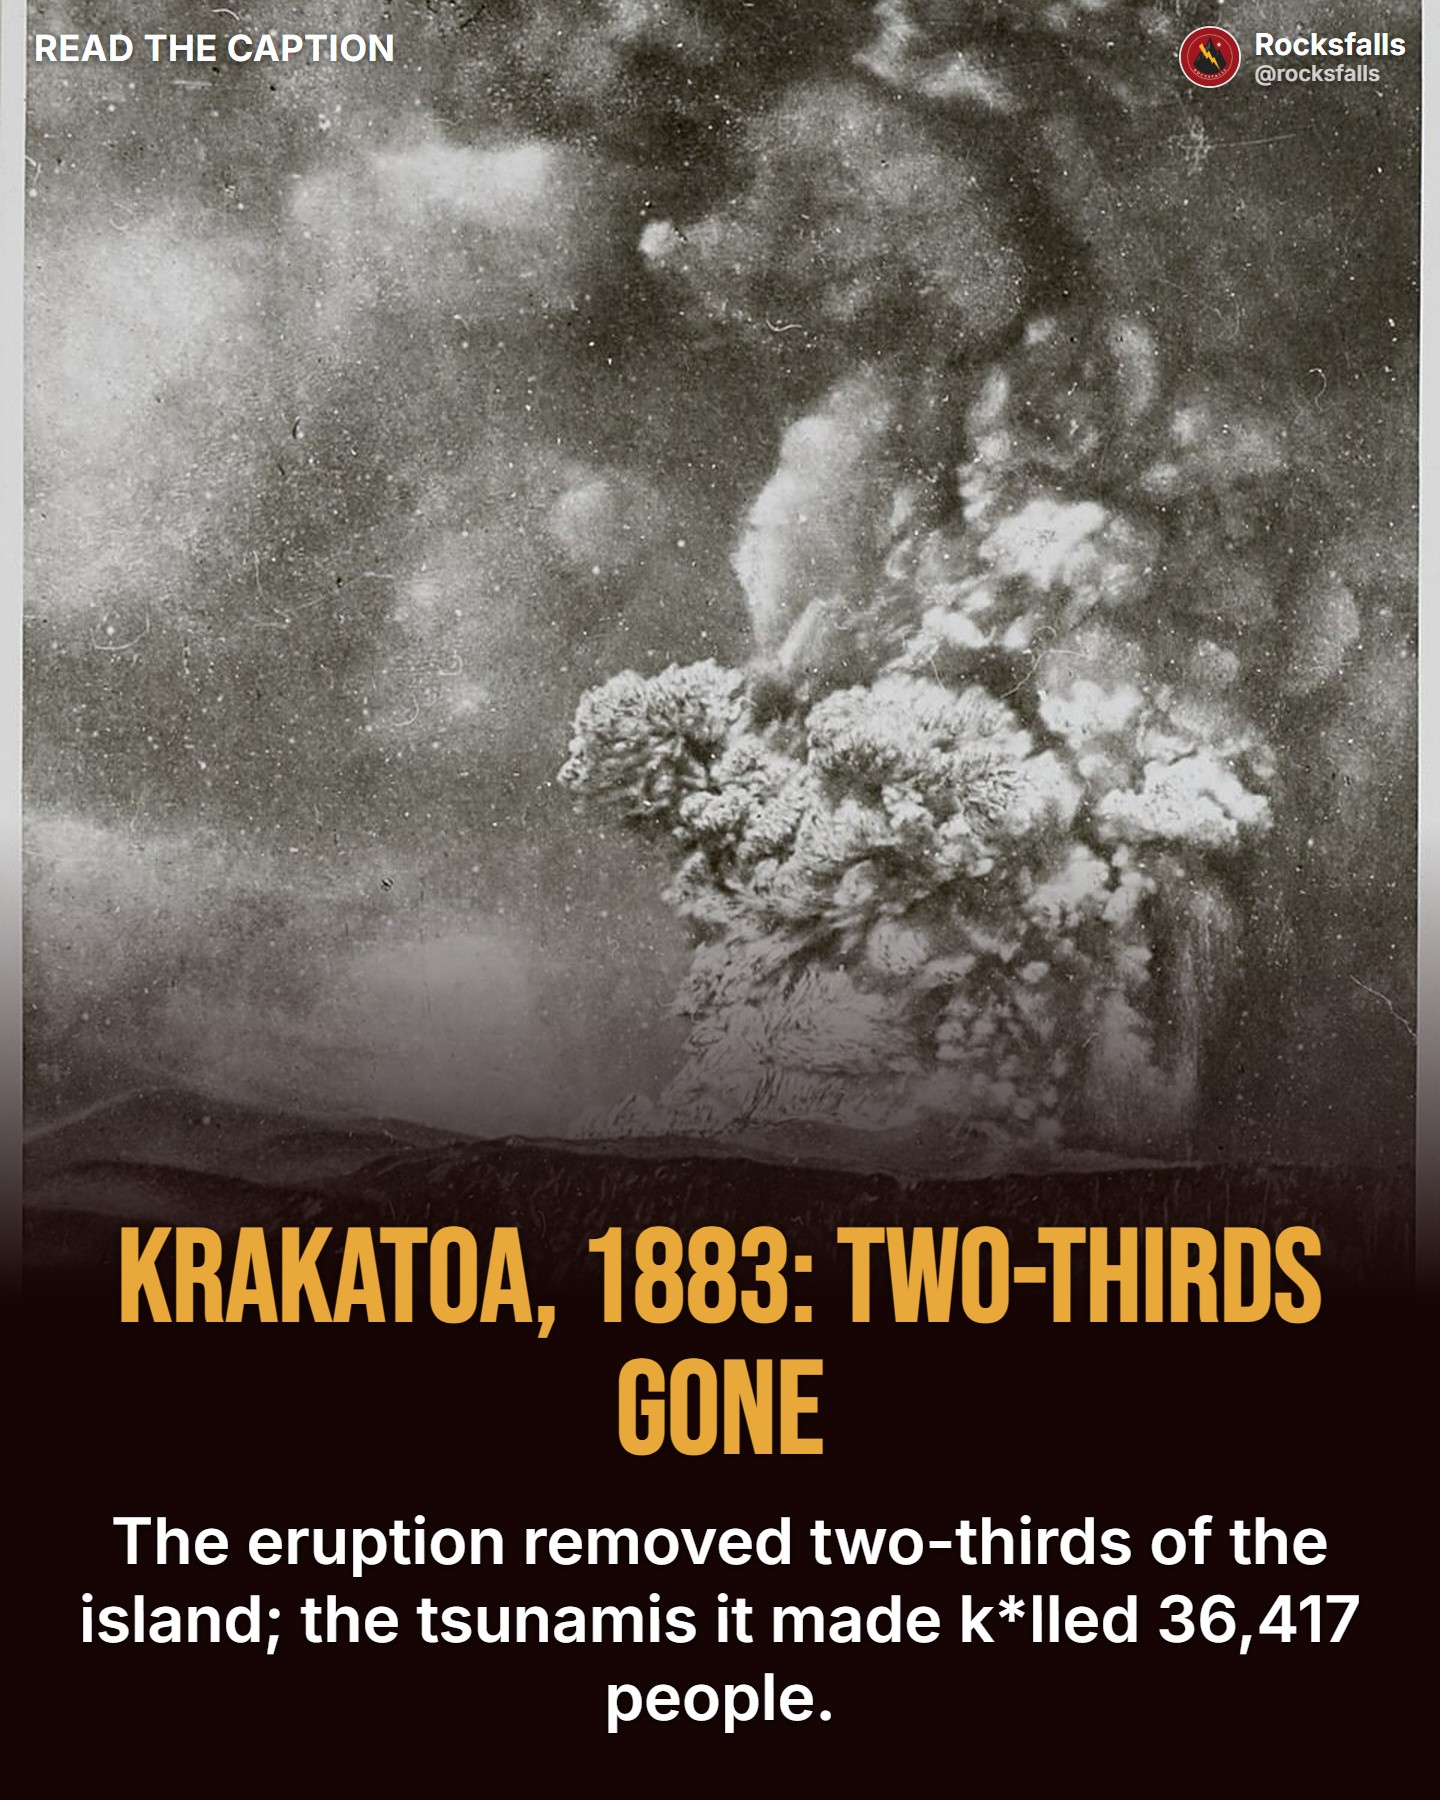 READ THE CAPTION
Rocksfalls
@rocksfalls
KRAKATOA, 1883: TWO-THIRDS
GONE
The eruption removed two-thirds of the
island; the tsunamis it made k*lled 36,417
people.